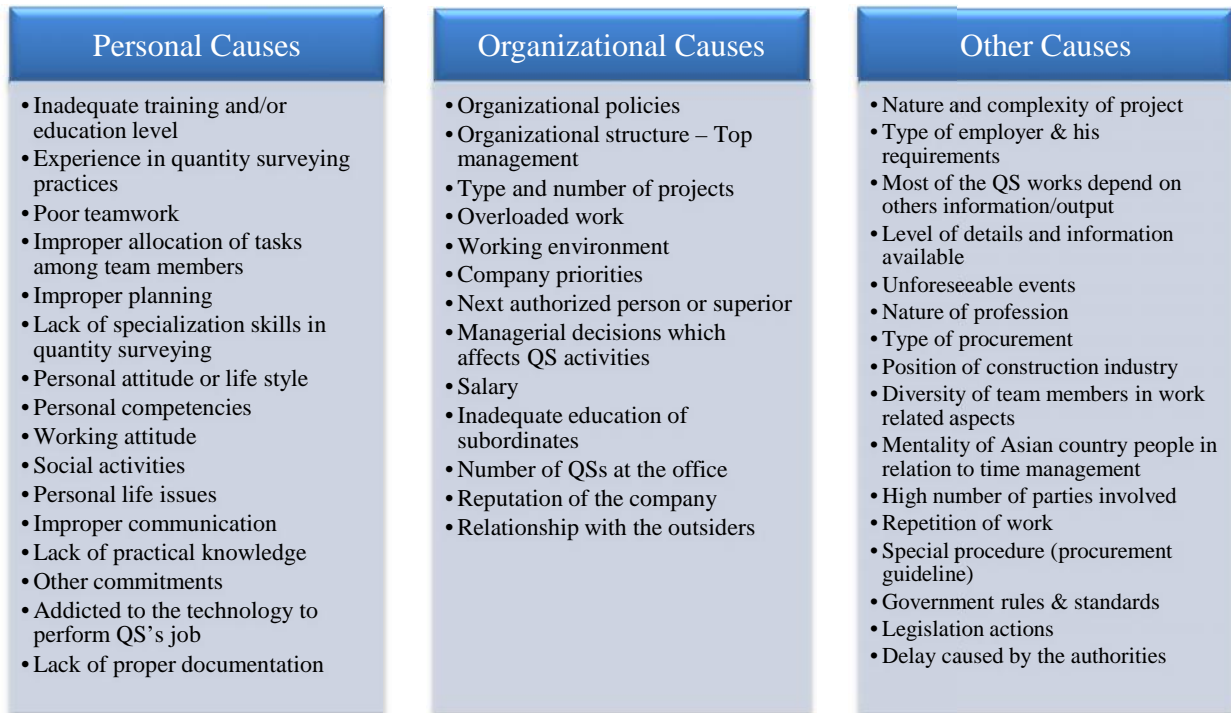 Personal Causes
• Inadequate training and/or
education level
• Experience in quantity surveying
practices
• Poor teamwork
• Improper allocation of tasks
among team members
• Improper planning
• Lack of specialization skills in
quantity surveying
• Personal attitude or life style
• Personal competencies
• Working attitude
• Social activities
• Personal life issues
• Improper communication
• Lack of practical knowledge
• Other commitments
• Addicted to the technology to
perform QS's job
• Lack of proper documentation
Organizational Causes
• Organizational policies
• Organizational structure – Top
management
• Type and number of projects
• Overloaded work
• Working environment
• Company priorities
• Next authorized person or superior
• Managerial decisions which
affects QS activities
• Salary
• Inadequate education of
subordinates
• Number of QSs at the office
• Reputation of the company
• Relationship with the outsiders
Other Causes
• Nature and complexity of project
• Type of employer & his
requirements
• Most of the QS works depend on
others information/output
• Level of details and information
available
• Unforeseeable events
• Nature of profession
• Type of procurement
• Position of construction industry
• Diversity of team members in work
related aspects
• Mentality of Asian country people in
relation to time management
• High number of parties involved
• Repetition of work
• Special procedure (procurement
guideline)
• Government rules & standards
• Legislation actions
• Delay caused by the authorities